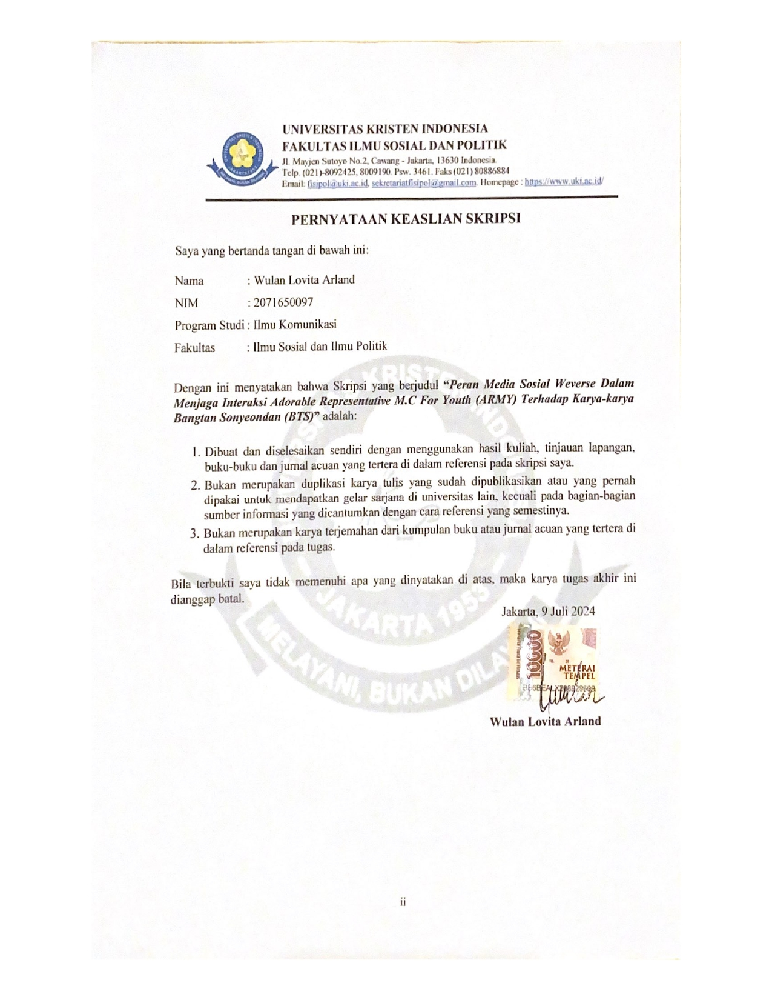 UNIVERSITAS KRISTEN INDONESIA
FAKULTAS ILMU SOSIAL DAN POLITIK
Jl. Mayjen Sutoyo No.2, Cawang - Jakarta, 13630 Indonesia.
Telp. (021)-8092425, 8009190. Psw. 3461. Faks (021) 80886884
Email: fisipol@uki.ac.id, sekretariatfisipol@gmail.com. Homepage : https://www.uki.ac.id/
PERNYATAAN KEASLIAN SKRIPSI
Saya yang bertanda tangan di bawah ini:
Nama : Wulan Lovita Arland
NIM : 2071650097
Program Studi : Ilmu Komunikasi
Fakultas : Ilmu Sosial dan Ilmu Politik
Dengan ini menyatakan bahwa Skripsi yang berjudul “Peran Media Sosial Weverse Dalam
Menjaga Interaksi Adorable Representative M.C For Youth (ARMY) Terhadap Karya-karya
Bangtan Sonyeondan (BTS)” adalah:
1. Dibuat dan diselesaikan sendiri dengan menggunakan hasil kuliah, tinjauan lapangan,
buku-buku dan jurnal acuan yang tertera di dalam referensi pada skripsi saya.
2. Bukan merupakan duplikasi karya tulis yang sudah dipublikasikan atau yang pernah
dipakai untuk mendapatkan gelar sarjana di universitas lain, kecuali pada bagian-bagian
sumber informasi yang dicantumkan dengan cara referensi yang semestinya.
3. Bukan merupakan karya terjemahan dari kumpulan buku atau jurnal acuan yang tertera di
dalam referensi pada tugas.
Bila terbukti saya tidak memenuhi apa yang dinyatakan di atas, maka karya tugas akhir ini
dianggap batal.
Jakarta, 9 Juli 2024
10000
METERAI
TEMPEL
Wulan Lovita Arland
JAKARTA 1953
MELAYANI, BUKAN
ii